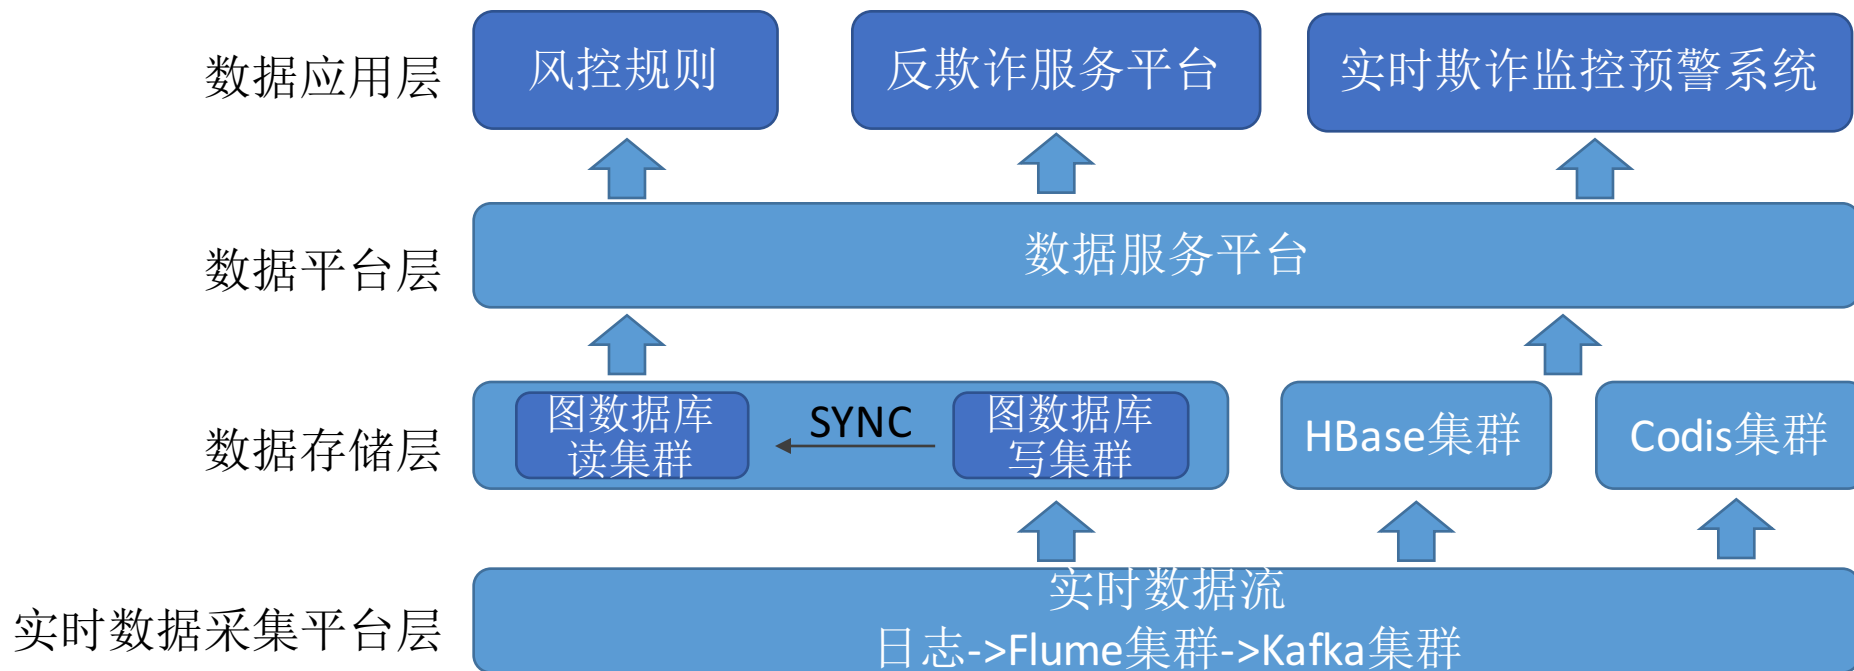 数据应用层
风控规则
反欺诈服务平台
实时欺诈监控预警系统
数据平台层
数据服务平台
数据存储层
图数据库
读集群
SYNC
图数据库
写集群
HBase集群
Codis集群
实时数据采集平台层
实时数据流
日志->Flume集群->Kafka集群